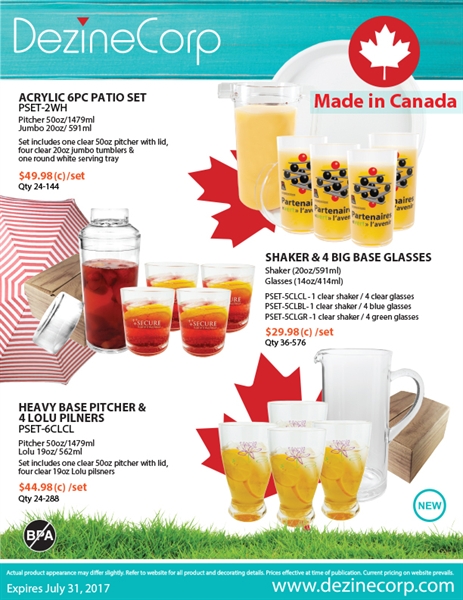 DezineCorp
Made in Canada
ACRYLIC 6PC PATIO SET
PSET-2WH
Pitcher 50oz/1479ml
Jumbo 20oz/ 591ml
Set includes one clear 50oz pitcher with lid,
four clear 20oz jumbo tumblers &
one round white serving tray
$49.98 (c) /set
Qty 24-144
Partenaires
vert» l'avenir
Partenaires
Partenaires
vert» l'avenir
SHAKER & 4 BIG BASE GLASSES
Shaker (20oz/591ml)
Glasses (14oz/414ml)
PSET-5CLCL - 1 clear shaker / 4 clear glasses
PSET-5CLBL - 1 clear shaker / 4 blue glasses
PSET-5CLGR - 1 clear shaker / 4 green glasses
$29.98 (c) /set
Qty 36-576
SECURE
SECURE
HEAVY BASE PITCHER &
4 LOLU PILNERS
PSET-6CLCL
Pitcher 50oz/1479ml
Lolu 19oz/ 562ml
Set includes one clear 50oz pitcher with lid,
four clear 19oz Lolu pilsners
$44.98 (c) /set
Qty 24-288
NEW
BPA
Actual product appearance may differ slightly. Refer to website for all product and decorating details. Prices effective at time of publication. Current pricing on website prevails.
Expires July 31, 2017
www.dezinecorp.com